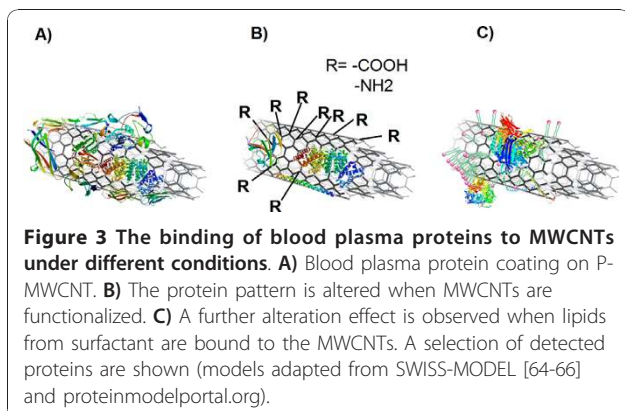 A) B) C)
R= -COOH
-NH2
R R R R R R R
R R
R R
Figure 3 The binding of blood plasma proteins to MWCNTs
under different conditions. A) Blood plasma protein coating on P-
MWCNT. B) The protein pattern is altered when MWCNTs are
functionalized. C) A further alteration effect is observed when lipids
from surfactant are bound to the MWCNTs. A selection of detected
proteins are shown (models adapted from SWISS-MODEL [64-66]
and proteinmodelportal.org).